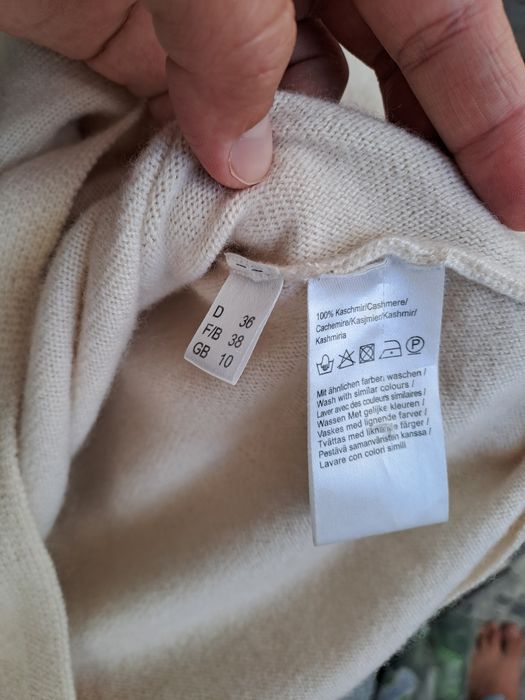 D 36
F/B 38
GB 10
100% Kaschmir/Cashmere/
Cachemire/Kasjmier/Kashmir/
Kashmiria
P
Mit ähnlichen farben waschen/
Wash with similar colours/
Laver avec des couleurs similaires/
Wassen Met gelijke kleuren/
Vaskes med lignende farver/
Tvättas med liknande färger/
Pestävä samanväristen kanssa/
Lavare con colori simili